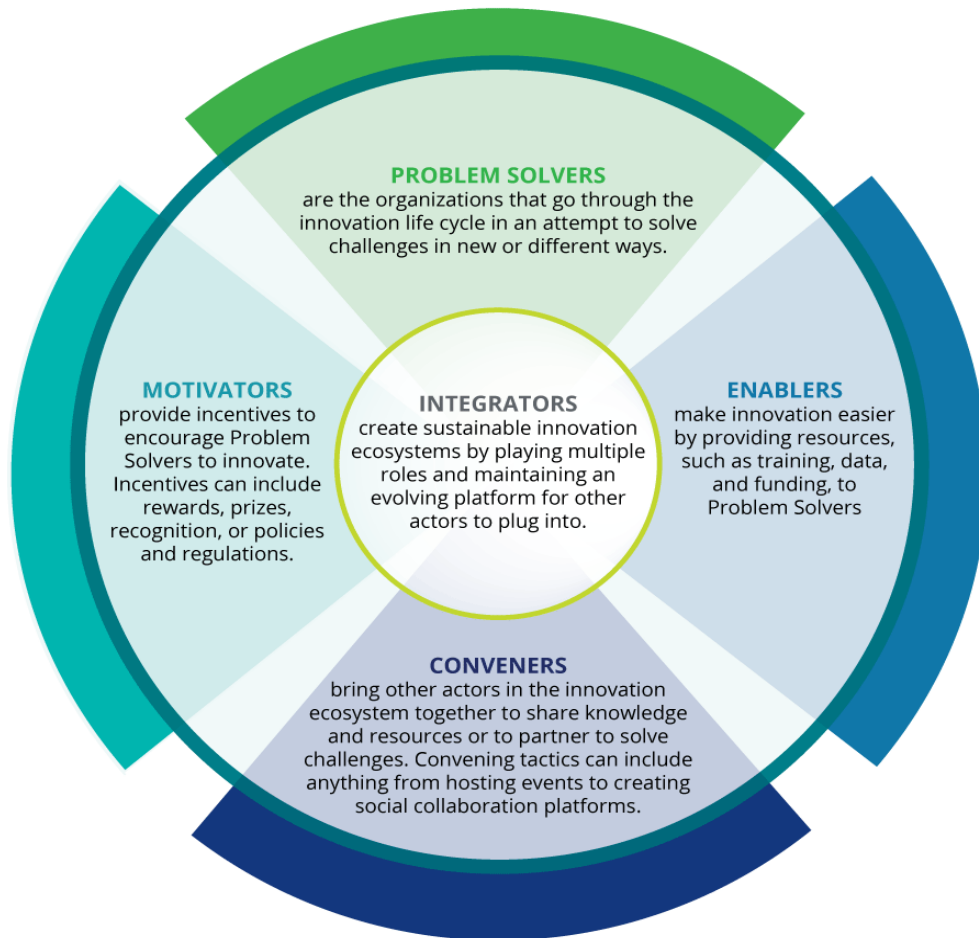 PROBLEM SOLVERS
are the organizations that go through the
innovation life cycle in an attempt to solve
challenges in new or different ways.
MOTIVATORS
provide incentives to
encourage Problem
Solvers to innovate.
Incentives can include
rewards, prizes,
recognition, or policies
and regulations.
INTEGRATORS
create sustainable innovation
ecosystems by playing multiple
roles and maintaining an
evolving platform for other
actors to plug into.
ENABLERS
make innovation easier
by providing resources,
such as training, data,
and funding, to
Problem Solvers
CONVENERS
bring other actors in the innovation
ecosystem together to share knowledge
and resources or to partner to solve
challenges. Convening tactics can include
anything from hosting events to creating
social collaboration platforms.